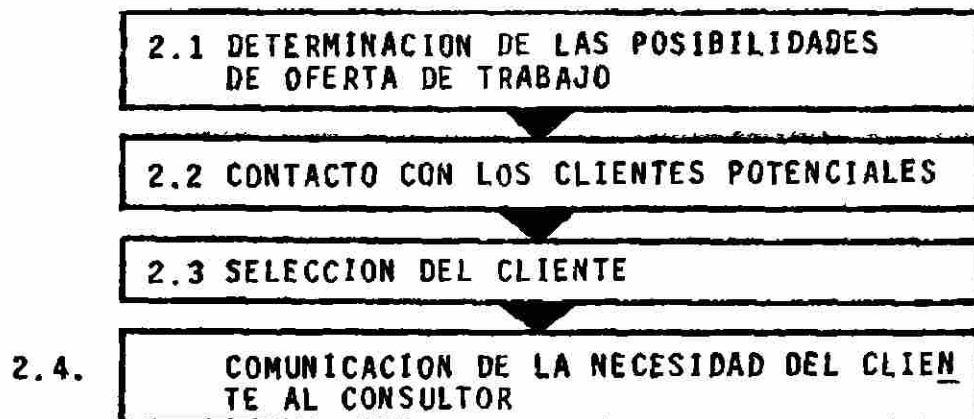 2.1 DETERMINACION DE LAS POSIBILIDADES
DE OFERTA DE TRABAJO
2.2 CONTACTO CON LOS CLIENTES POTENCIALES
2.3 SELECCION DEL CLIENTE
2.4. COMUNICACION DE LA NECESIDAD DEL CLIEN
TE AL CONSULTOR